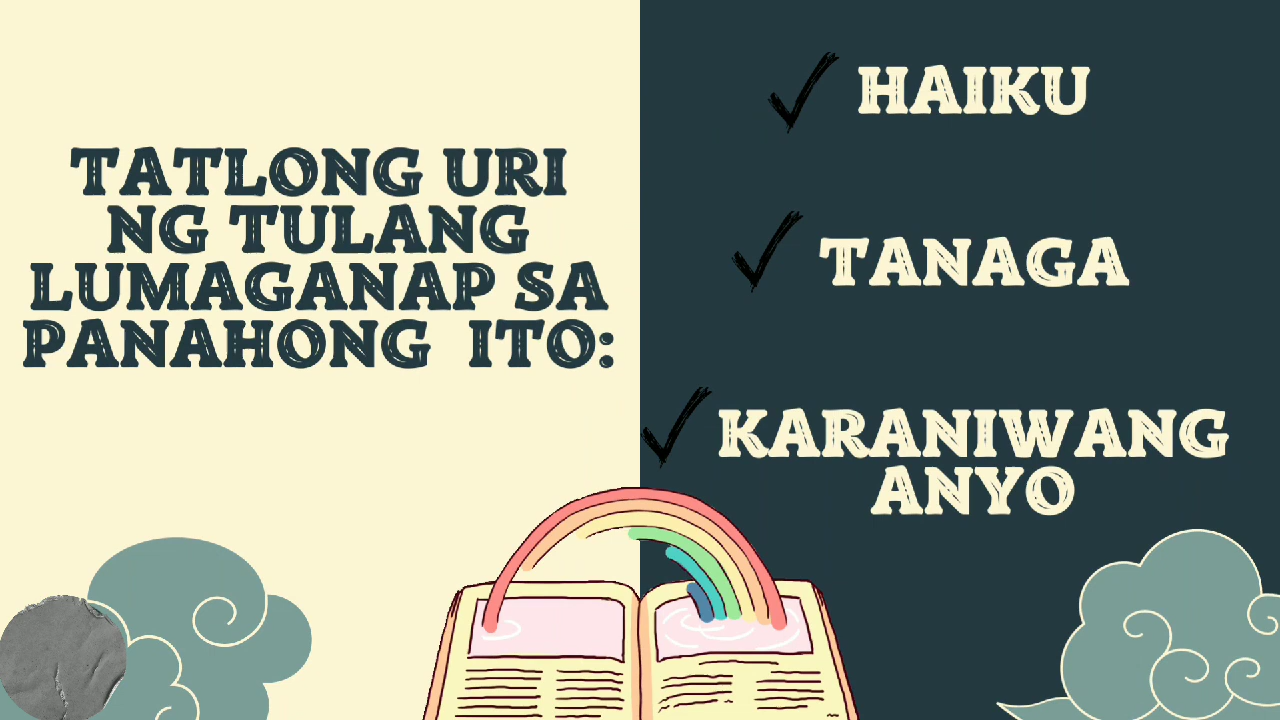 TATLONG URI
NG TULANG
LUMAGANAP SA
PANAHONG ITO:
HAIKU
TANAGA
KARANIWANG
ANYO